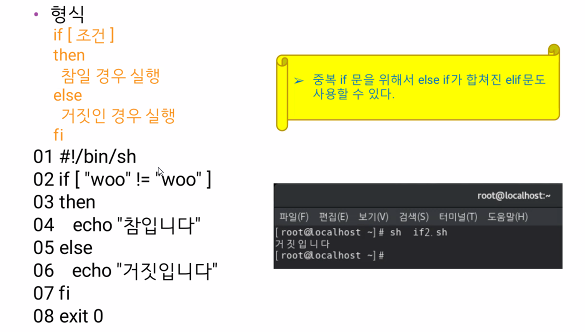 • 형식
if [ 조건 ]
then
참일 경우 실행
else
거짓인 경우 실행
fi
01 #!/bin/sh
02 if [ "woo" != "woo" ]
03 then
04 echo "참입니다"
05 else
06 echo "거짓입니다"
07 fi
08 exit 0
➢ 중복 if 문을 위해서 else if가 합쳐진 elif문도
사용할 수 있다.
root@localhost:~
파일(F) 편집(E) 보기(V) 검색(S) 터미널(T) 도움말(H)
[root@localhost ~]# sh if2.sh
거짓입니다
[root@localhost ~]#